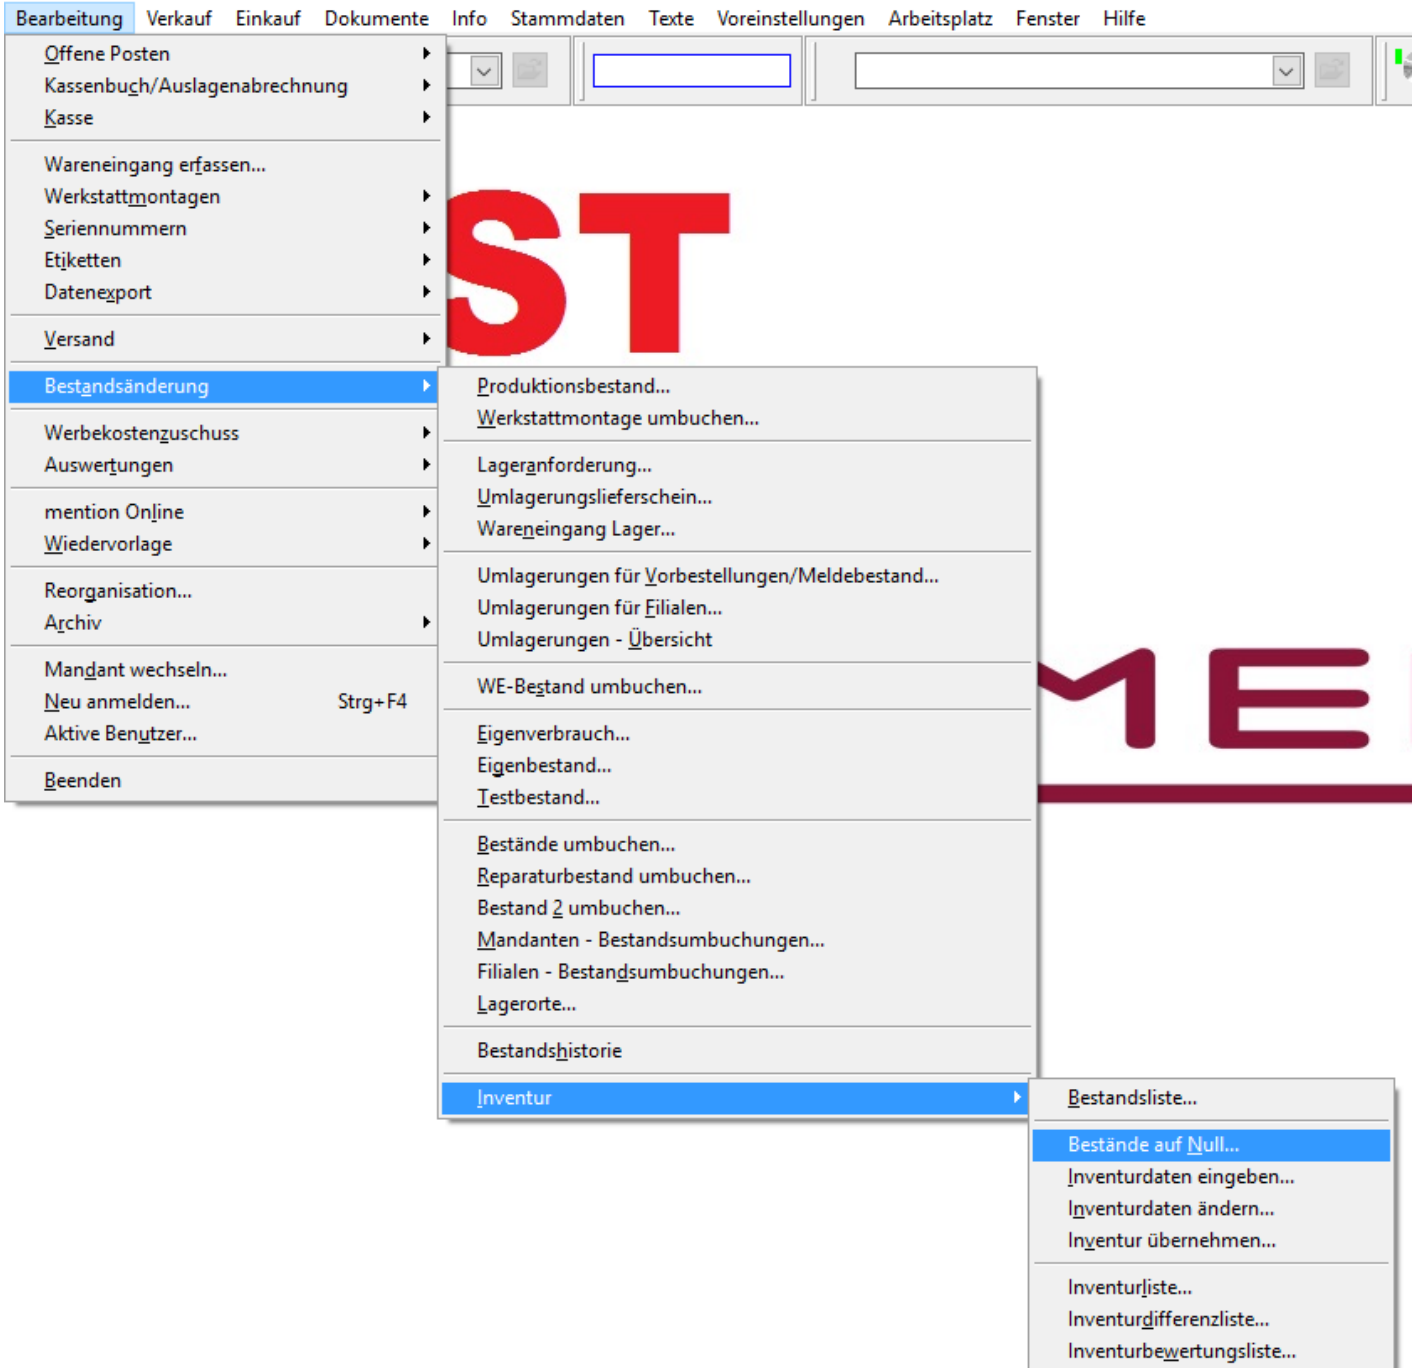 Bearbeitung Verkauf Einkauf Dokumente Info Stammdaten Texte Voreinstellungen Arbeitsplatz Fenster Hilfe
Offene Posten
Kassenbuch/Auslagenabrechnung
Kasse
Wareneingang erfassen...
Werkstattmontagen
Seriennummern
Etiketten
Datenexport
Versand
Bestandsänderung
Werbekostenzuschuss
Auswertungen
mention Online
Wiedervorlage
Reorganisation...
Archiv
Mandant wechseln...
Neu anmelden... Strg+F4
Aktive Benutzer...
Beenden
ST
Produktionsbestand...
Werkstattmontage umbuchen...
Lageranforderung...
Umlagerungslieferschein...
Wareneingang Lager...
Umlagerungen für Vorbestellungen/Meldebestand...
Umlagerungen für Filialen...
Umlagerungen - Übersicht
WE-Bestand umbuchen...
Eigenverbrauch...
Eigenbestand...
Testbestand...
Bestände umbuchen...
Reparaturbestand umbuchen...
Bestand 2 umbuchen...
Mandanten - Bestandsumbuchungen...
Filialen - Bestandsumbuchungen...
Lagerorte...
Bestandshistorie
Inventur
ME
Bestandsliste...
Bestände auf Null...
Inventurdaten eingeben...
Inventurdaten ändern...
Inventur übernehmen...
Inventurliste...
Inventurdifferenzliste...
Inventurbewertungsliste...